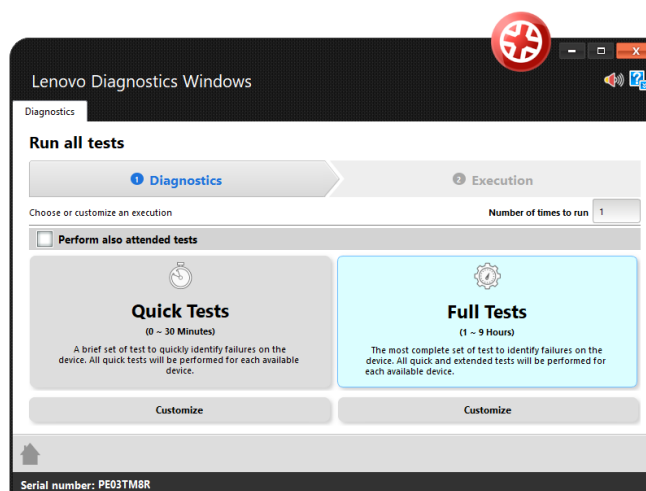 Lenovo Diagnostics Windows
Diagnostics
Run all tests
1 Diagnostics
2 Execution
Choose or customize an execution
Number of times to run 1
Perform also attended tests
Quick Tests
(0 ~ 30 Minutes)
A brief set of test to quickly identify failures on the
device. All quick tests will be performed for each available
device.
Full Tests
(1 ~ 9 Hours)
The most complete set of test to identify failures on the
device. All quick and extended tests will be performed for
each available device.
Customize
Customize
Serial number: PE03TM8R